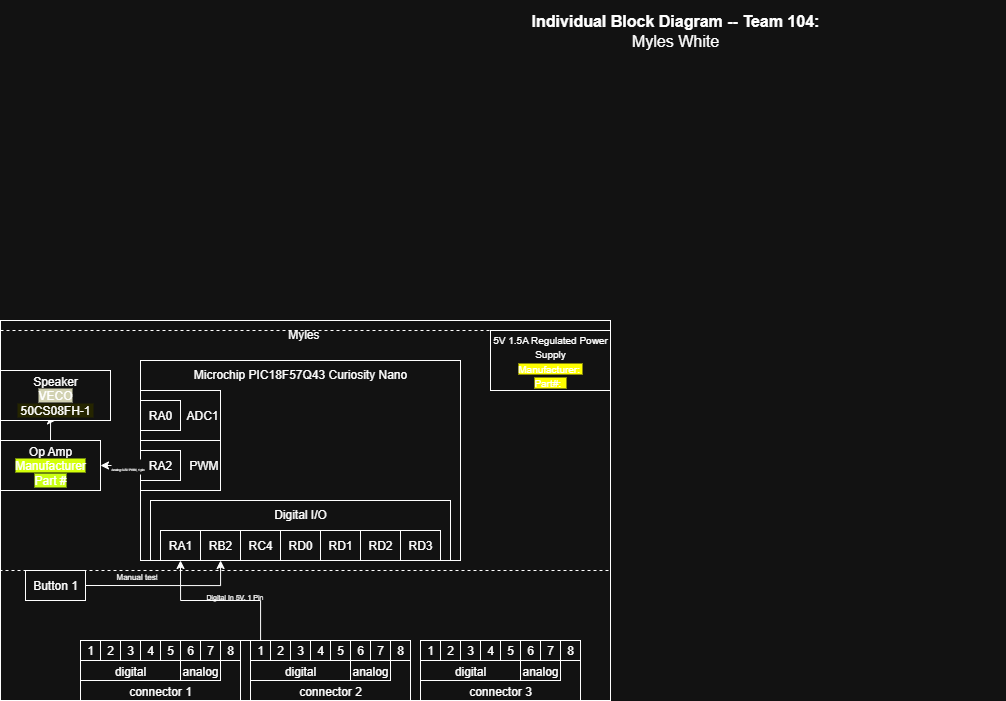 Individual Block Diagram -- Team 104:
Myles White
Myles
5V 1.5A Regulated Power
Supply
Manufacturer:
Part#:
Microchip PIC18F57Q43 Curiosity Nano
Speaker
VECO
50CS08FH-1
RA0 ADC1
Op Amp
Manufacturer
Part #
RA2 PWM
Digital I/O
RA1 RB2 RC4 RD0 RD1 RD2 RD3
Button 1
Manual test
Digital In 5V, 1 Pin
1 2 3 4 5 6 7 8 1 2 3 4 5 6 7 8 1 2 3 4 5 6 7 8
digital analog digital analog digital analog
connector 1 connector 2 connector 3